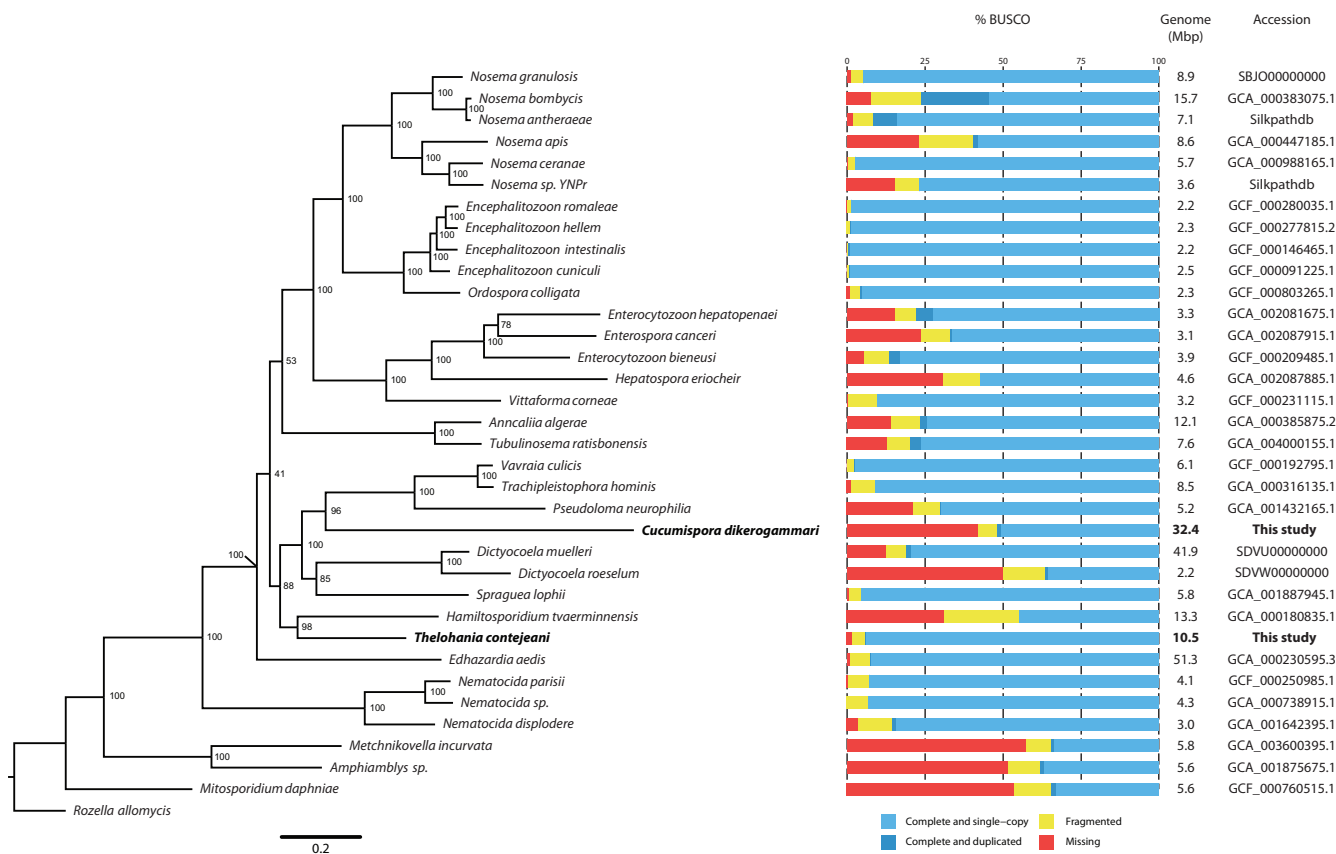 % BUSCO
Genome (Mbp)
Accession
0 25 50 75 100
Nosema granulosis 8.9 SBJO00000000
Nosema bombycis 15.7 GCA_000383075.1
Nosema antheraeae 7.1 Silkpathdb
Nosema apis 8.6 GCA_000447185.1
Nosema ceranae 5.7 GCA_000988165.1
Nosema sp. YNPr 3.6 Silkpathdb
Encephalitozoon romaleae 2.2 GCF_000280035.1
Encephalitozoon hellem 2.3 GCF_000277815.2
Encephalitozoon intestinalis 2.2 GCF_000146465.1
Encephalitozoon cuniculi 2.5 GCF_000091225.1
Ordospora colligata 2.3 GCF_000803265.1
Enterocytozoon hepatopenaei 3.3 GCA_002081675.1
Enterospora canceri 3.1 GCA_002087915.1
Enterocytozoon bieneusi 3.9 GCF_000209485.1
Hepatospora eriocheir 4.6 GCA_002087885.1
Vittaforma corneae 3.2 GCF_000231115.1
Anncaliia algerae 12.1 GCA_000385875.2
Tubulinosema ratisbonensis 7.6 GCA_004000155.1
Vavraia culicis 6.1 GCF_000192795.1
Trachipleistophora hominis 8.5 GCA_000316135.1
Pseudoloma neurophilia 5.2 GCA_001432165.1
Cucumispora dikerogammari 32.4 This study
Dictyocoela muelleri 41.9 SDVU00000000
Dictyocoela roeselum 2.2 SDVW00000000
Spraguea lophii 5.8 GCA_001887945.1
Hamiltosporidium tvaerminnensis 13.3 GCA_000180835.1
Thelohania contejeani 10.5 This study
Edhazardia aedis 51.3 GCA_000230595.3
Nematocida parisii 4.1 GCF_000250985.1
Nematocida sp. 4.3 GCA_000738915.1
Nematocida displodere 3.0 GCA_001642395.1
Metchnikovella incurvata 5.8 GCA_003600395.1
Amphiamblys sp. 5.6 GCA_001875675.1
Mitosporidium daphniae 5.6 GCF_000760515.1
Rozella allomycis
100
100
100
100
100
100
100
100
100
100
100
100
78
100
100
100
53
100
41
100
100
96
100
100
85
88
98
100
100
100
100
100
100
0.2
Complete and single−copy
Fragmented
Complete and duplicated
Missing